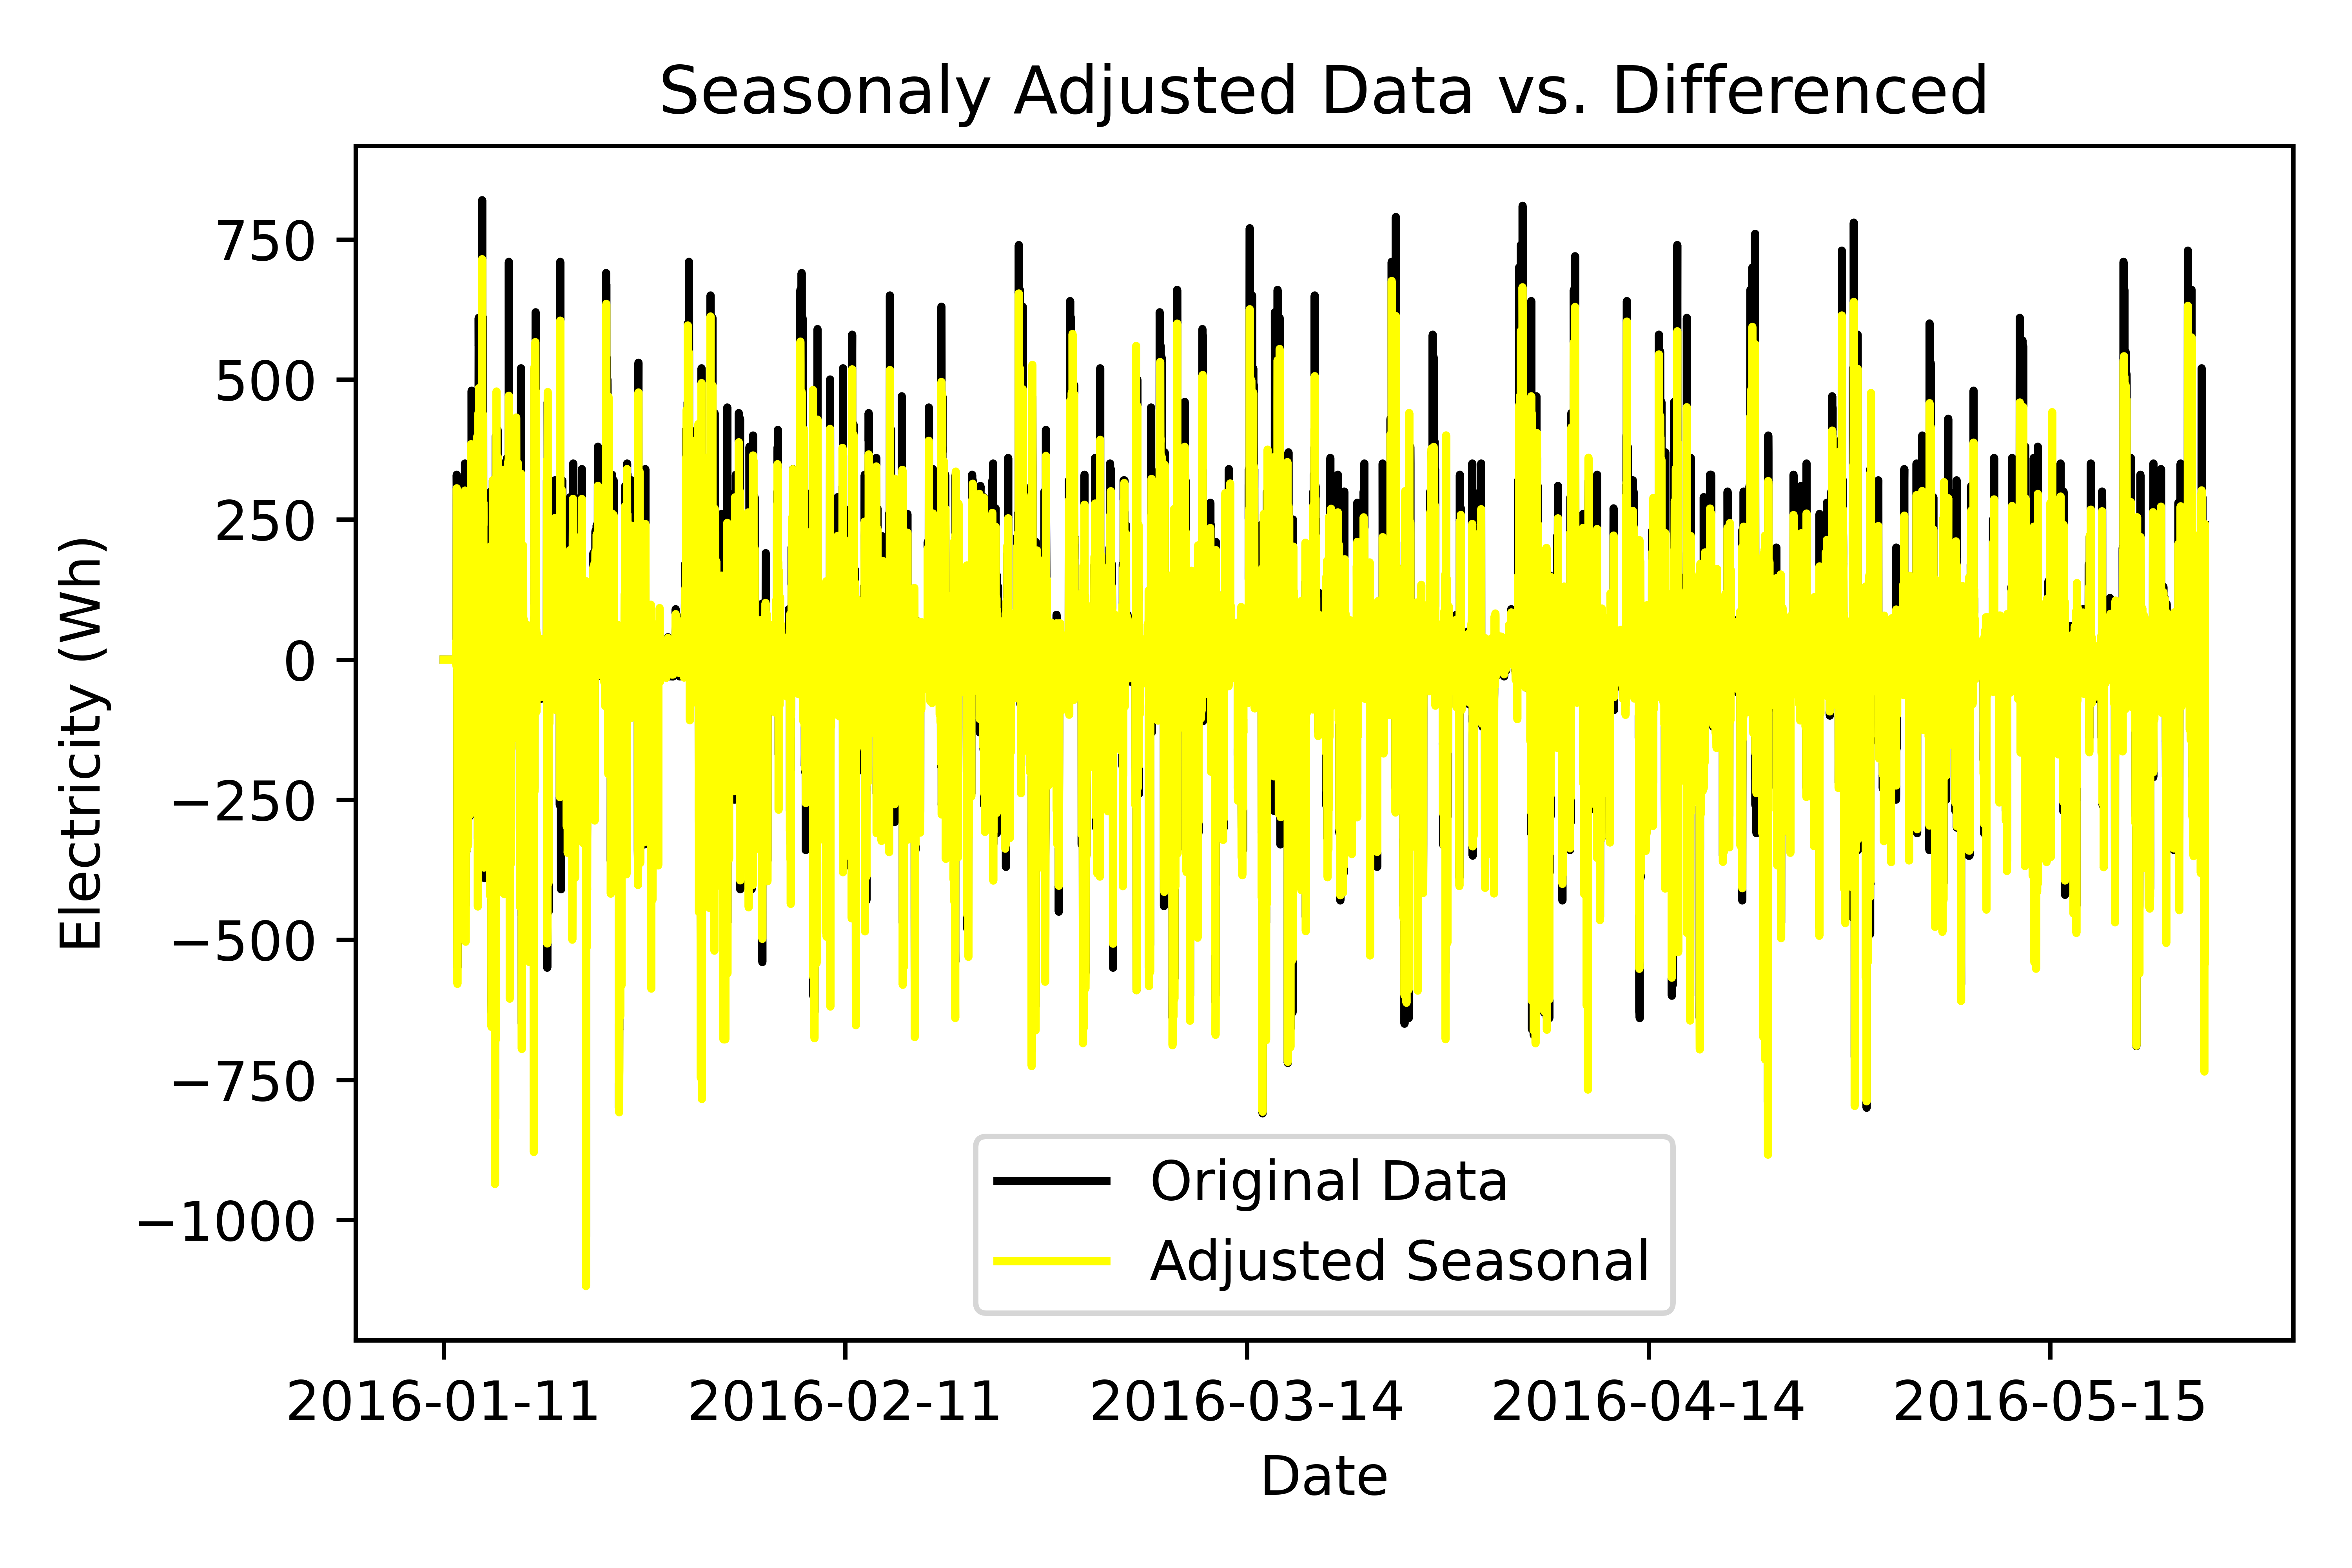 Seasonaly Adjusted Data vs. Differenced
Electricity (Wh)
750
500
250
0
−250
−500
−750
−1000
Original Data
Adjusted Seasonal
2016-01-11 2016-02-11 2016-03-14 2016-04-14 2016-05-15
Date